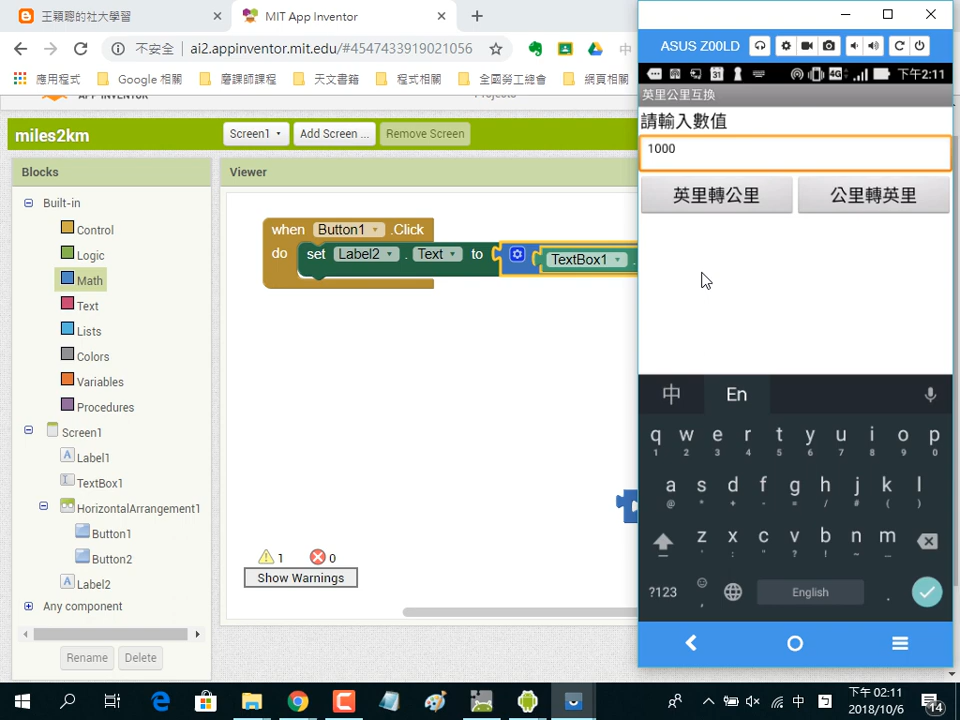 王穎聰的社大學習
MIT App Inventor
不安全
ai2.appinventor.mit.edu/#4547433919021056
應用程式
Google 相關
磨課師課程
天文書籍
程式相關
全國勞工總會
網頁相關
miles2km
Screen1
Add Screen ...
Remove Screen
Blocks
Viewer
Built-in
Control
Logic
Math
Text
Lists
Colors
Variables
Procedures
Screen1
Label1
TextBox1
HorizontalArrangement1
Button1
Button2
Label2
Any component
Rename
Delete
when Button1 .Click
do set Label2 . Text to TextBox1 .
1
0
Show Warnings
ASUS Z00LD
31
4G
下午2:11
英里公里互換
請輸入數值
1000
英里轉公里
公里轉英里
中
En
q w e r t y u i o p
1 2 3 4 5 6 7 8 9 0
a s d f g h j k l
@ * + - = / # ( )
z x c v b n m
' : " ? ! ~ …
?123
,
English
.
中
下午 02:11
2018/10/6
14